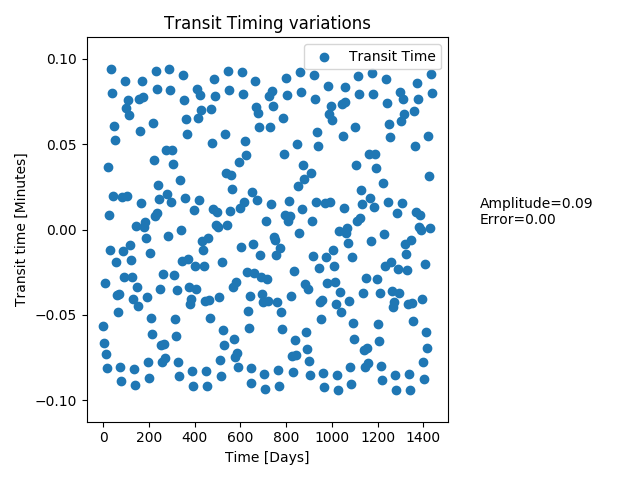 Transit Timing variations
Transit Time
Transit time [Minutes]
0.10
0.05
0.00
−0.05
−0.10
0 200 400 600 800 1000 1200 1400
Time [Days]
Amplitude=0.09
Error=0.00